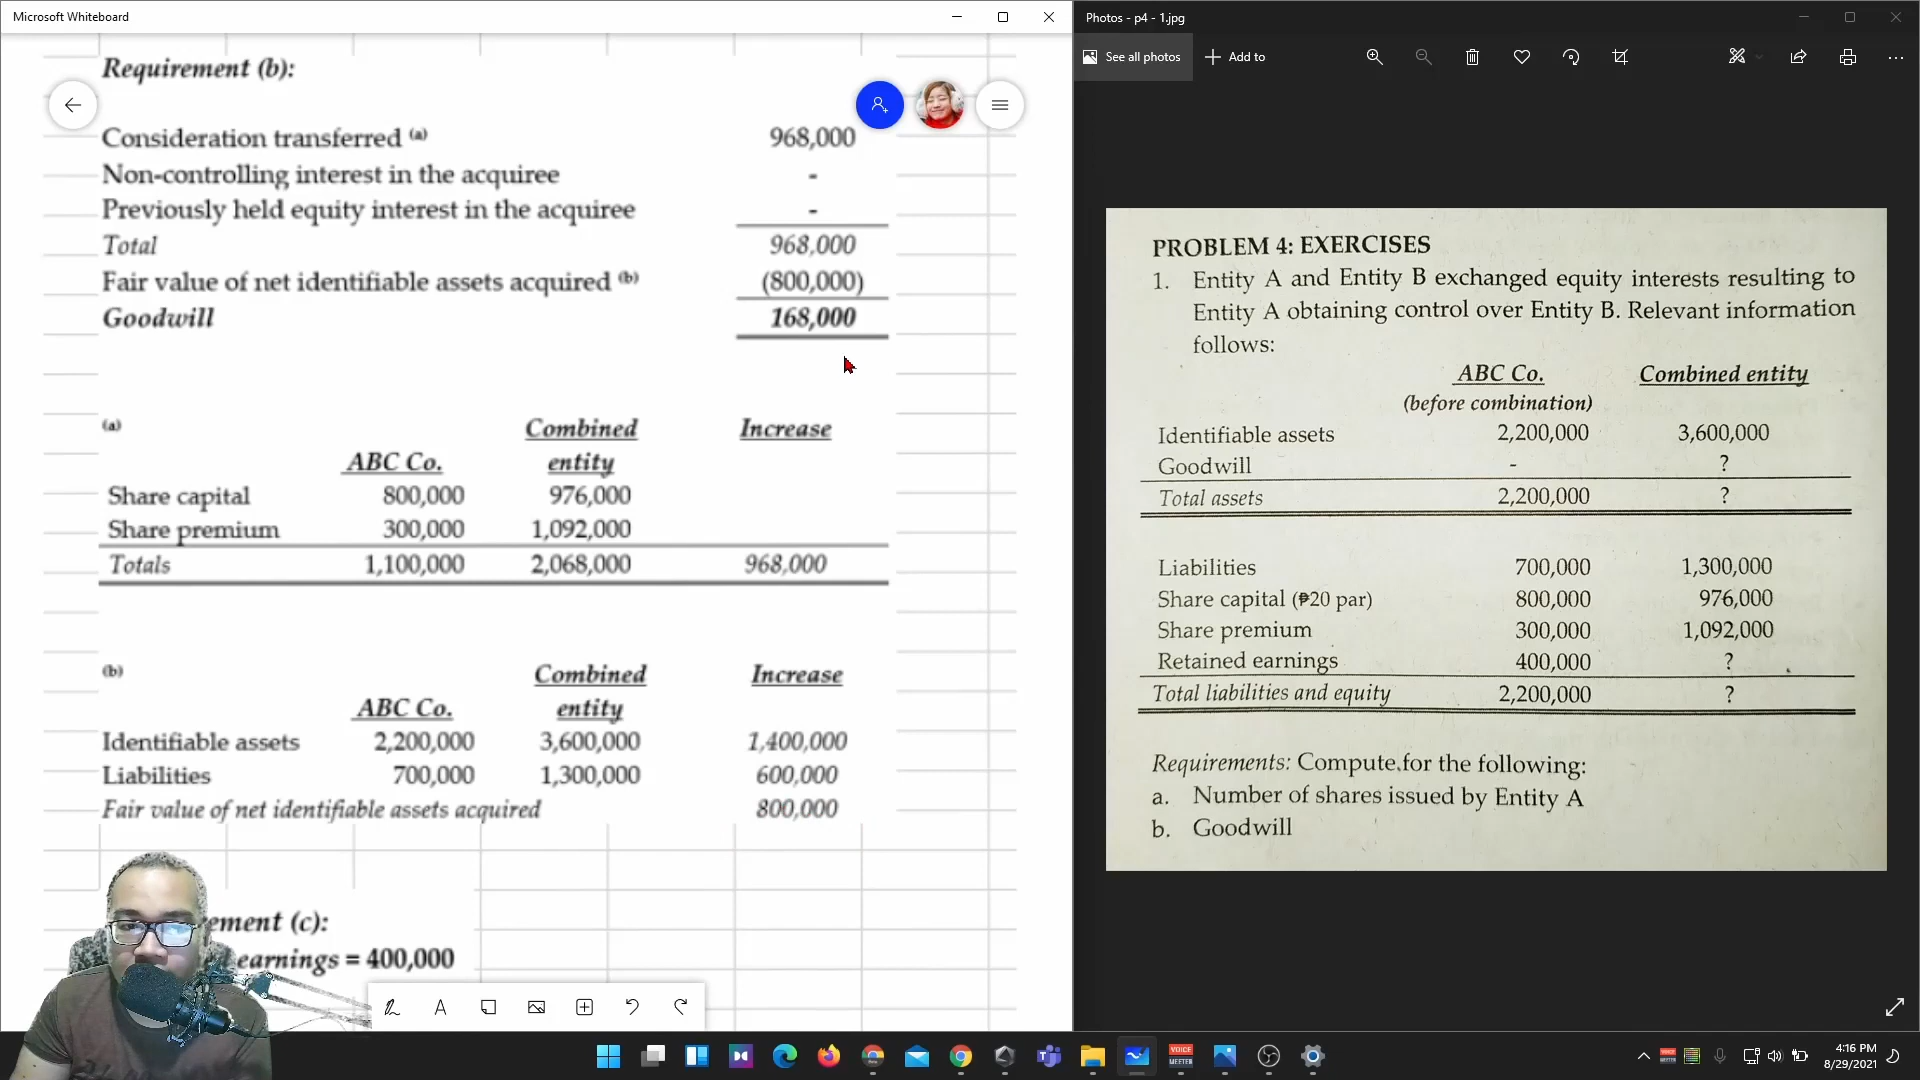 Microsoft Whiteboard
Requirement (b):
Consideration transferred (a) 968,000
Non-controlling interest in the acquiree -
Previously held equity interest in the acquiree -
Total 968,000
Fair value of net identifiable assets acquired (b) (800,000)
Goodwill 168,000
(a) Combined Increase
ABC Co. entity
Share capital 800,000 976,000
Share premium 300,000 1,092,000
Totals 1,100,000 2,068,000 968,000
(b) Combined Increase
ABC Co. entity
Identifiable assets 2,200,000 3,600,000 1,400,000
Liabilities 700,000 1,300,000 600,000
Fair value of net identifiable assets acquired 800,000
ement (c):
earnings = 400,000
Photos - p4 - 1.jpg
See all photos
Add to
PROBLEM 4: EXERCISES
1. Entity A and Entity B exchanged equity interests resulting to
Entity A obtaining control over Entity B. Relevant information
follows:
ABC Co. Combined entity
(before combination)
Identifiable assets 2,200,000 3,600,000
Goodwill - ?
Total assets 2,200,000 ?
Liabilities 700,000 1,300,000
Share capital (₱20 par) 800,000 976,000
Share premium 300,000 1,092,000
Retained earnings 400,000 ?
Total liabilities and equity 2,200,000 ?
Requirements: Compute for the following:
a. Number of shares issued by Entity A
b. Goodwill
VOICE
MEETER
4:16 PM
8/29/2021